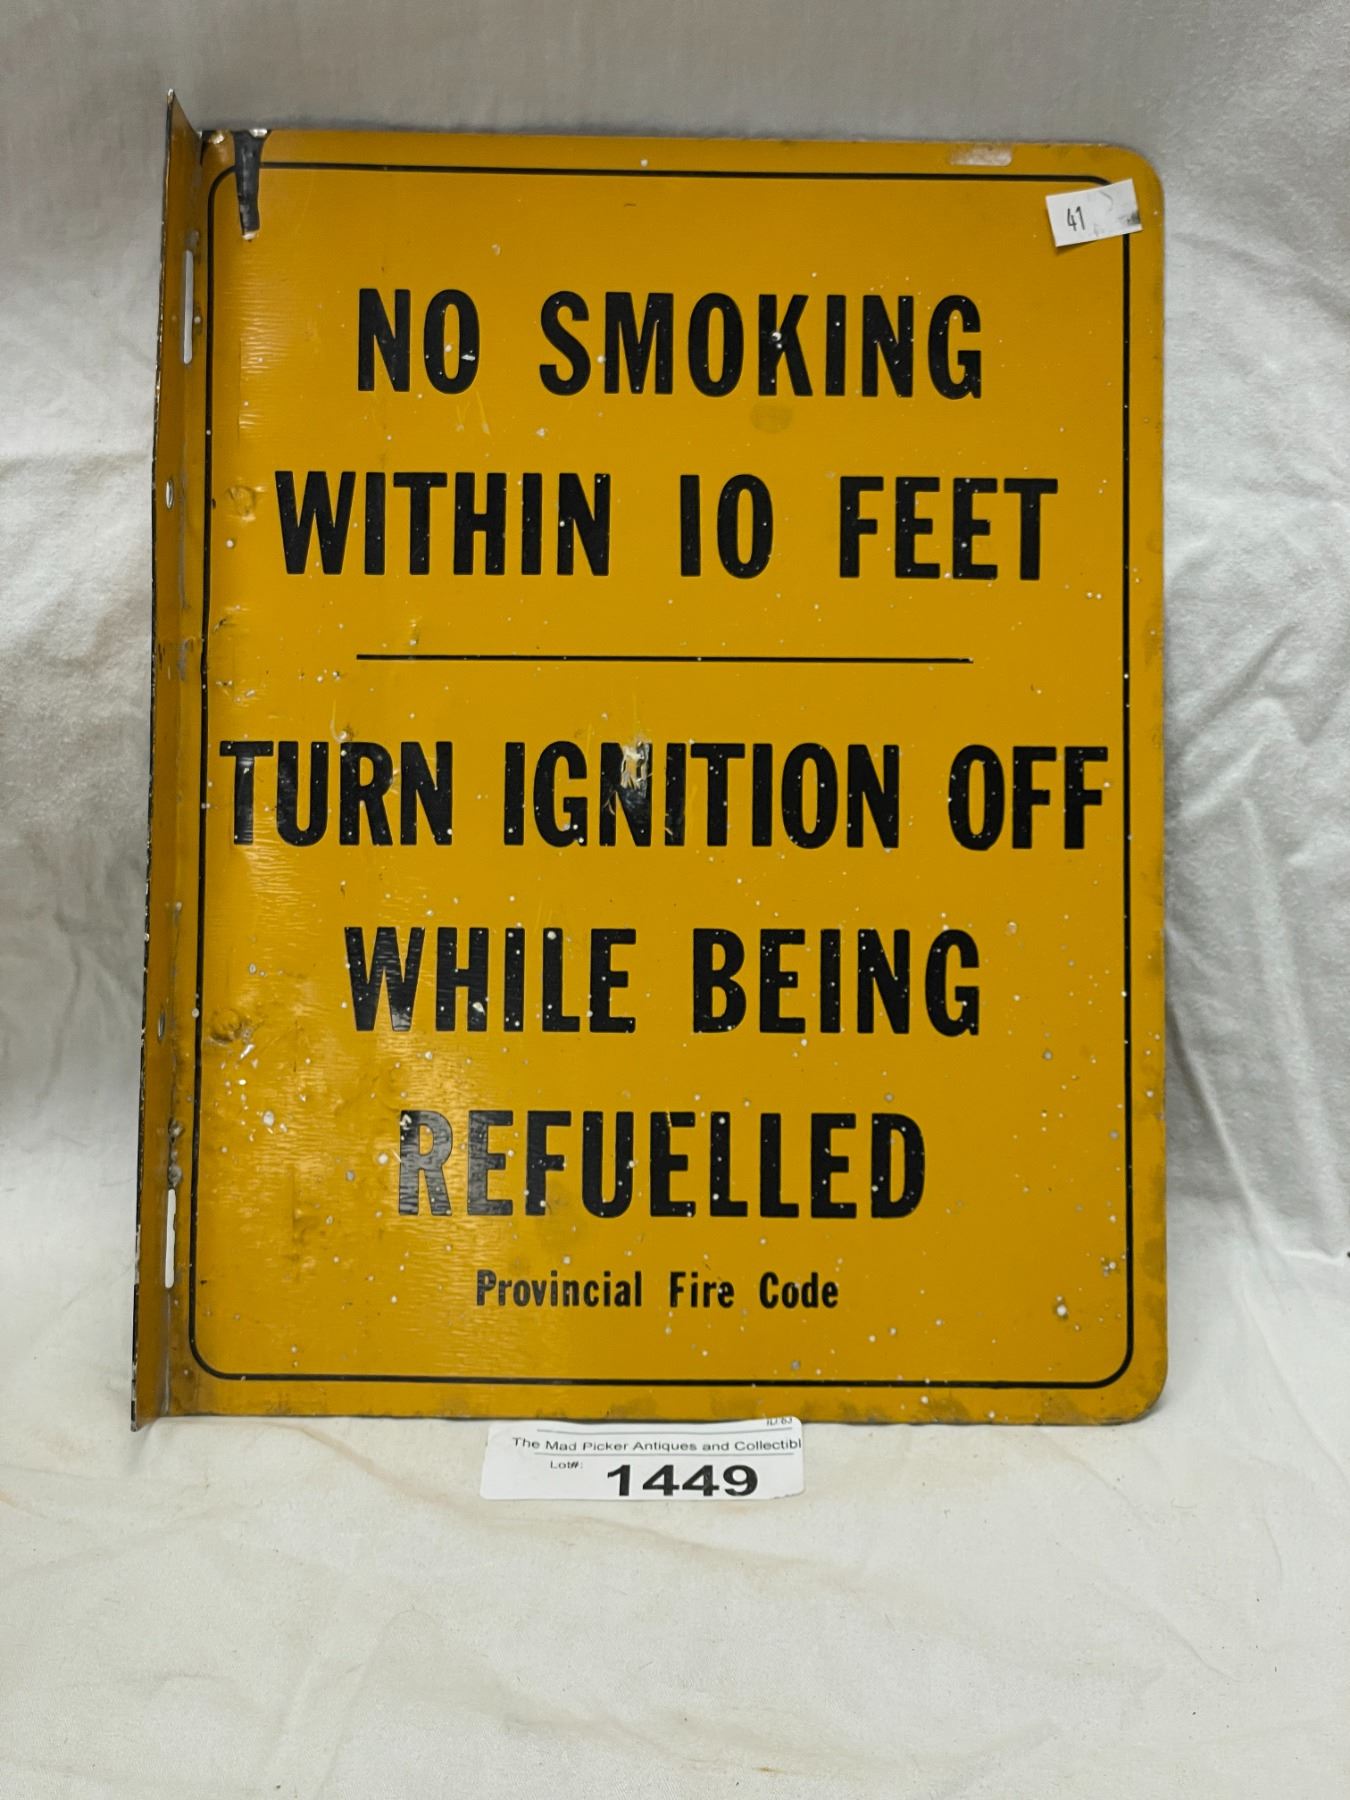 41
NO SMOKING
WITHIN 10 FEET
TURN IGNITION OFF
WHILE BEING
REFUELLED
Provincial Fire Code
The Mad Picker Antiques and Collectibl
Lot#: 1449